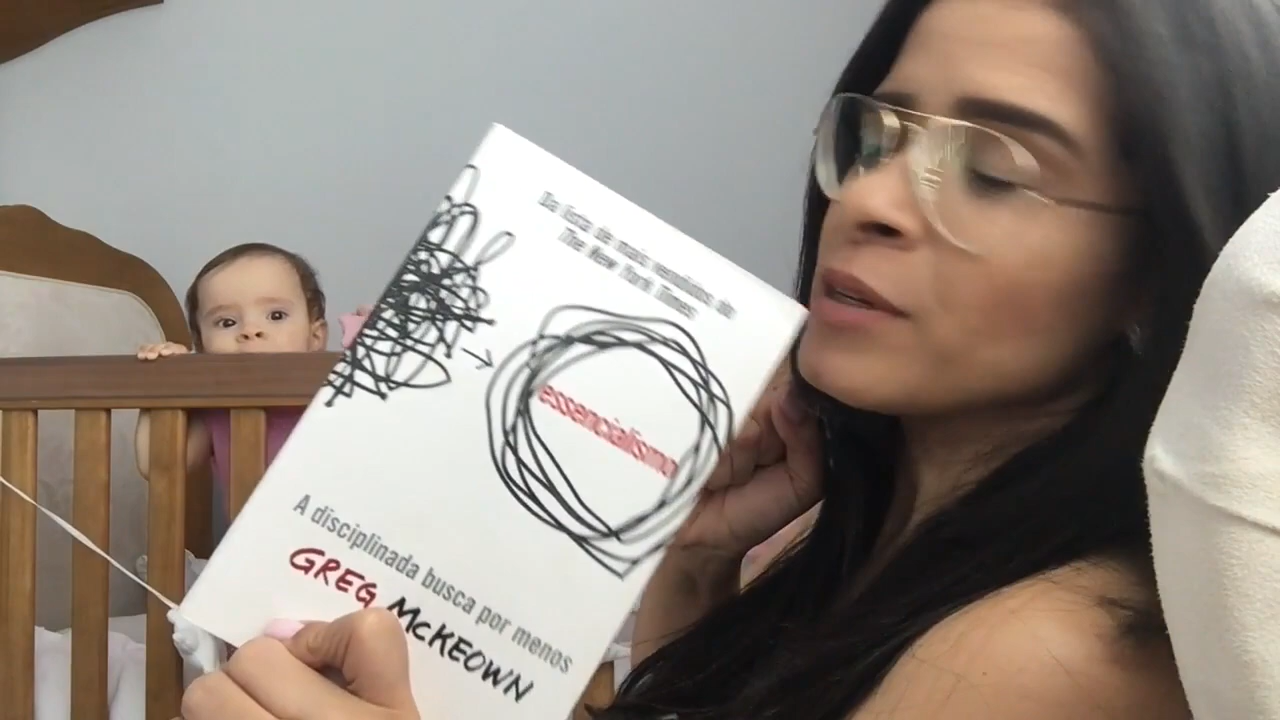 Da lista de mais vendidos do
The New York Times
essencialismo
A disciplinada busca por menos
GREG McKEOWN